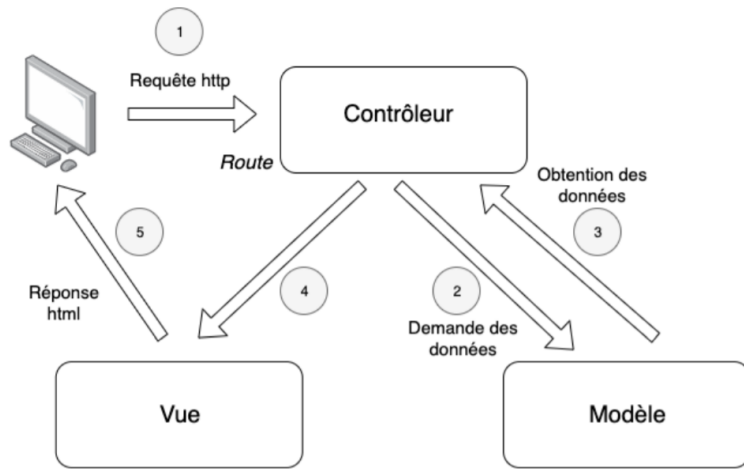 1
Requête http
Contrôleur
Route
Obtention des
données
3
5
4
2
Réponse
html
Demande des
données
Vue
Modèle